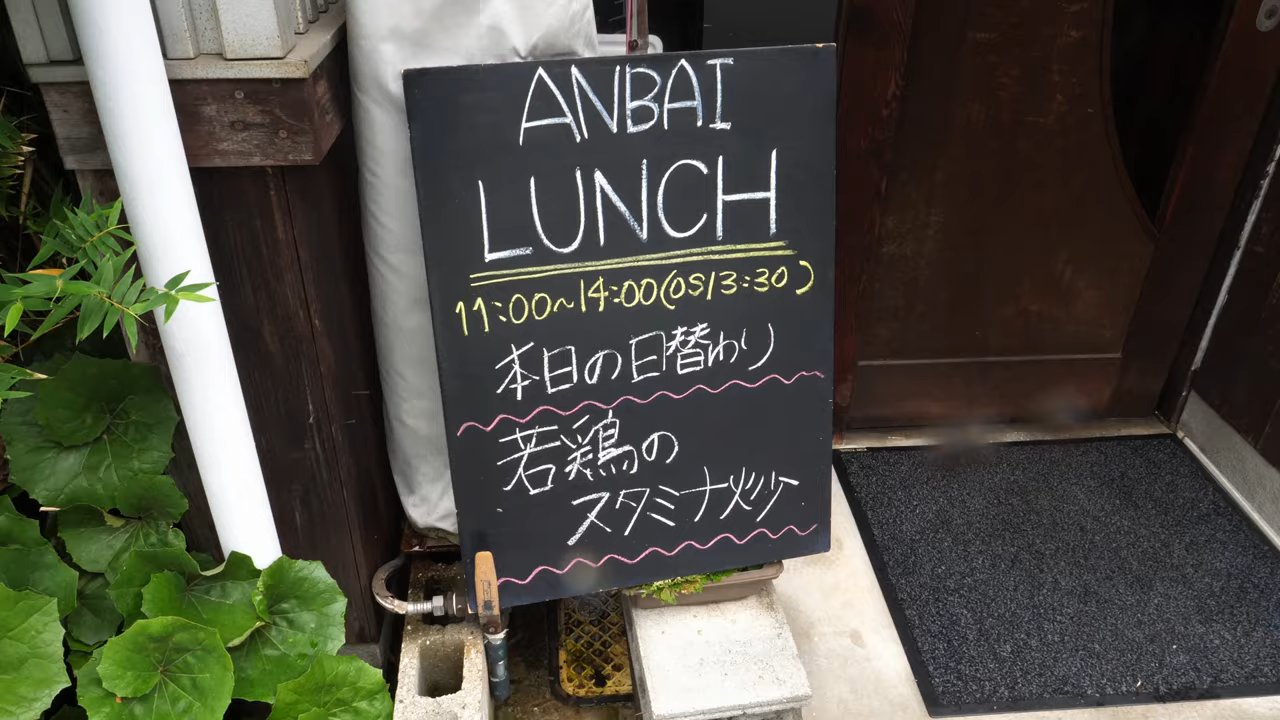 ANBAI
LUNCH
11:00~14:00(OS13:30)
本日の日替わり
若鶏の
スタミナ炒